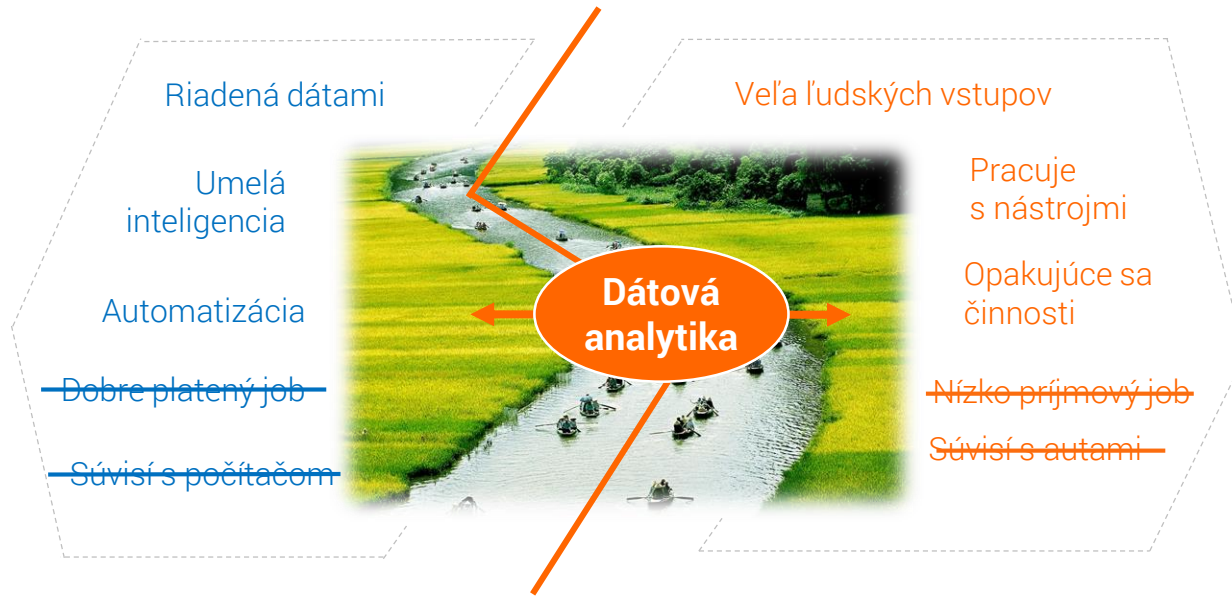 Riadená dátami
Umelá
inteligencia
Automatizácia
Dobre platený job
Súvisí s počítačom
Dátová
analytika
Veľa ľudských vstupov
Pracuje
s nástrojmi
Opakujúce sa
činnosti
Nízko príjmový job
Súvisí s autami